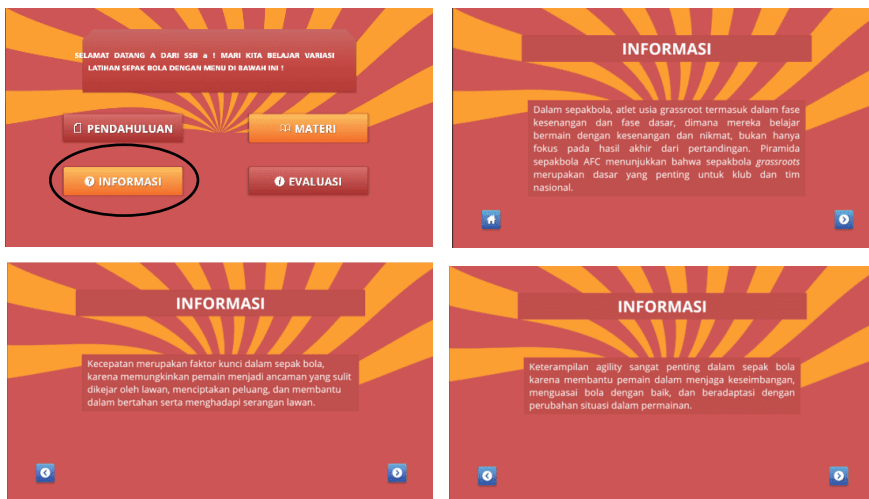 SELAMAT DATANG A DARI SSB a ! MARI KITA BELAJAR VARIASI
LATIHAN SEPAK BOLA DENGAN MENU DI BAWAH INI !
PENDAHULUAN
MATERI
INFORMASI
EVALUASI
INFORMASI
Dalam sepakbola, atlet usia grassroot termasuk dalam fase
kesenangan dan fase dasar, dimana mereka belajar
bermain dengan kesenangan dan nikmat, bukan hanya
fokus pada hasil akhir dari pertandingan. Piramida
sepakbola AFC menunjukkan bahwa sepakbola grassroots
merupakan dasar yang penting untuk klub dan tim
nasional.
INFORMASI
Kecepatan merupakan faktor kunci dalam sepak bola,
karena memungkinkan pemain menjadi ancaman yang sulit
dikejar oleh lawan, menciptakan peluang, dan membantu
dalam bertahan serta menghadapi serangan lawan.
INFORMASI
Keterampilan agility sangat penting dalam sepak bola
karena membantu pemain dalam menjaga keseimbangan,
menguasai bola dengan baik, dan beradaptasi dengan
perubahan situasi dalam permainan.